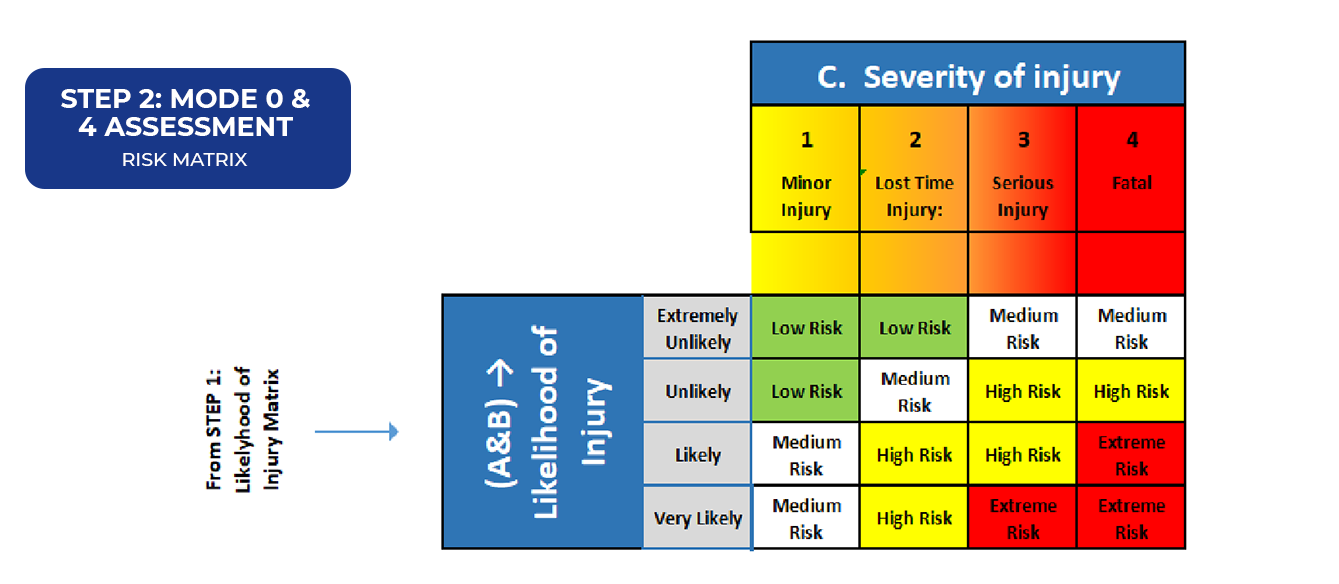 STEP 2: MODE 0 &
4 ASSESSMENT
RISK MATRIX
C. Severity of injury
1
2
3
4
Minor
Injury
Lost Time
Injury:
Serious
Injury
Fatal
From STEP 1:
Likelyhood of
Injury Matrix
(A&B) →
Likelihood of
Injury
Extremely
Unlikely
Low Risk
Low Risk
Medium
Risk
Medium
Risk
Unlikely
Low Risk
Medium
Risk
High Risk
High Risk
Likely
Medium
Risk
High Risk
High Risk
Extreme
Risk
Very Likely
Medium
Risk
High Risk
Extreme
Risk
Extreme
Risk